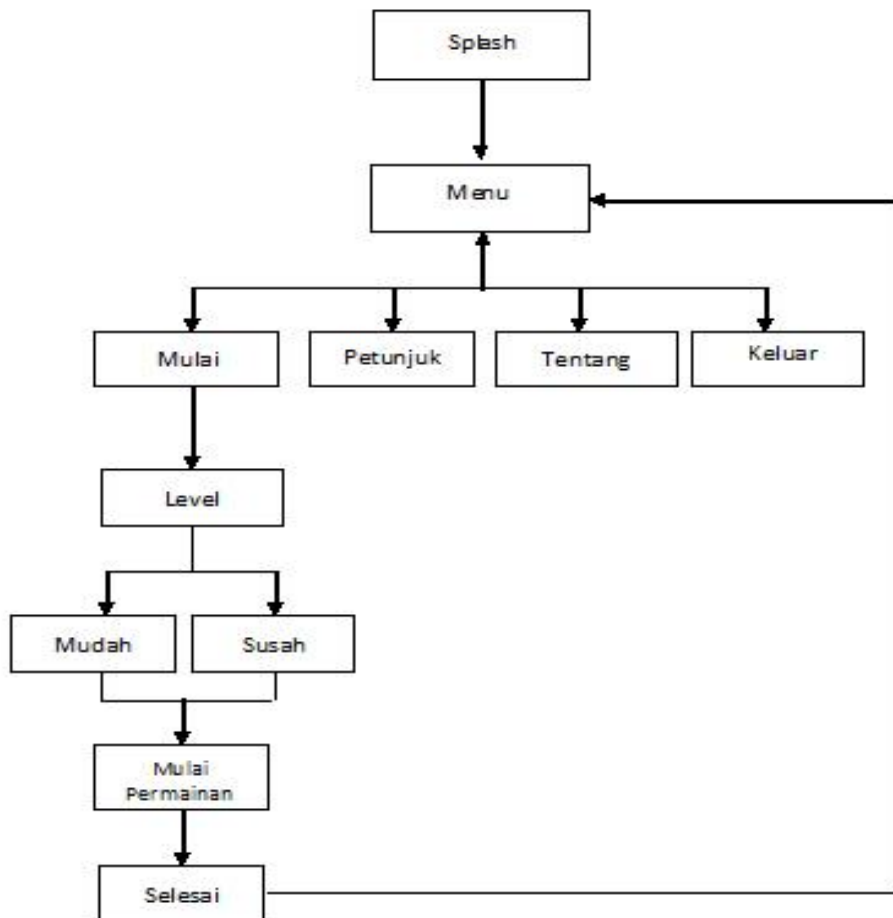 Splash
Menu
Mulai
Petunjuk
Tentang
Keluar
Level
Mudah
Susah
Mulai
Permainan
Selesai